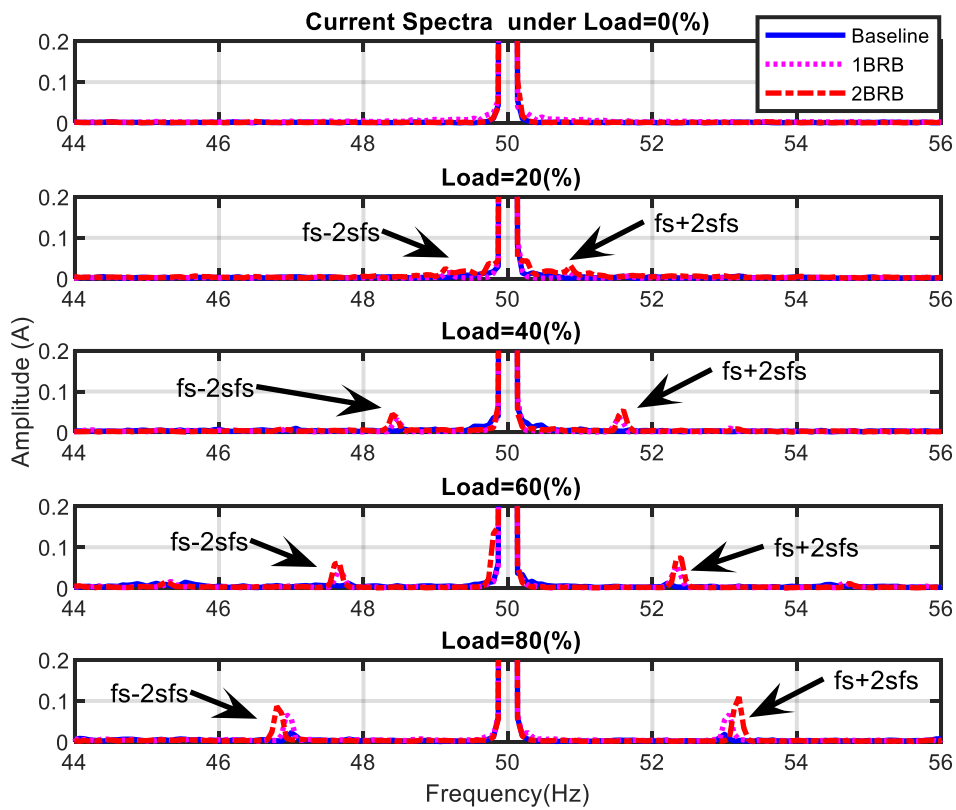 Current Spectra under Load=0(%)
Baseline
1BRB
2BRB
0.2
0.1
0
44 46 48 50 52 54 56
Load=20(%)
0.2
0.1
0
fs-2sfs
fs+2sfs
44 46 48 50 52 54 56
Load=40(%)
0.2
0.1
0
fs-2sfs
fs+2sfs
44 46 48 50 52 54 56
Load=60(%)
0.2
0.1
0
fs-2sfs
fs+2sfs
44 46 48 50 52 54 56
Load=80(%)
0.2
0.1
0
fs-2sfs
fs+2sfs
44 46 48 50 52 54 56
Amplitude (A)
Frequency(Hz)